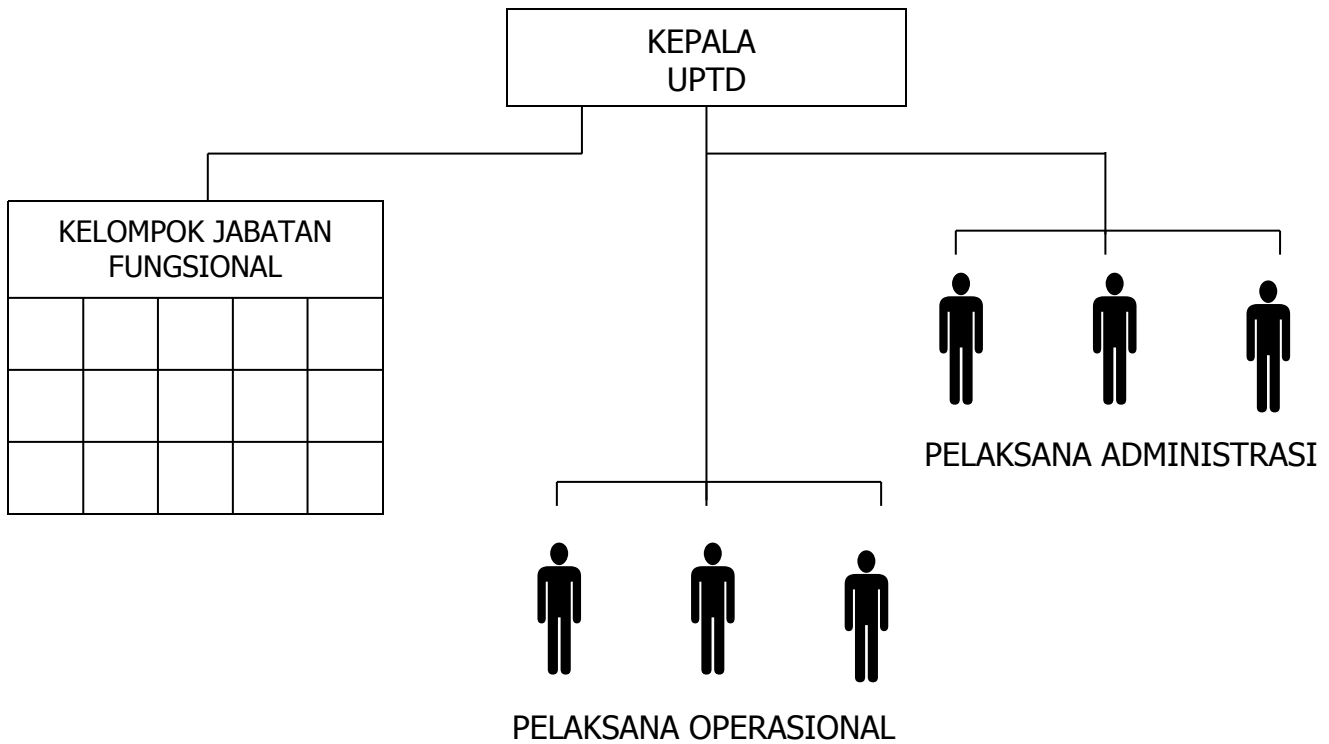 KEPALA
UPTD
KELOMPOK JABATAN
FUNGSIONAL
PELAKSANA ADMINISTRASI
PELAKSANA OPERASIONAL